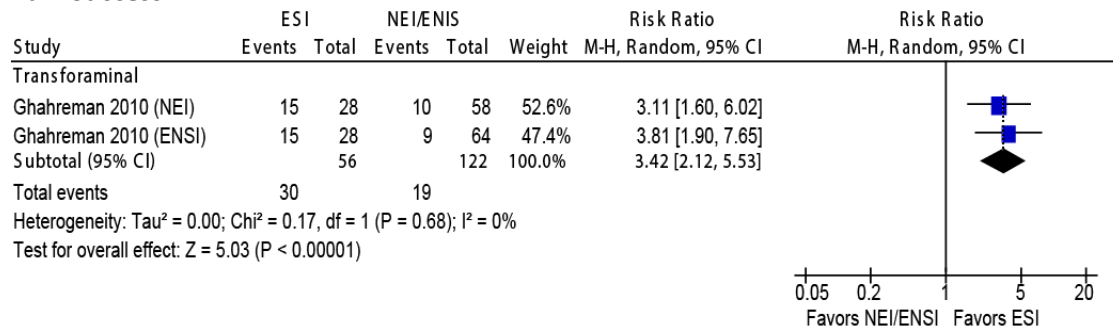 ESI NEI/ENIS Risk Ratio Risk Ratio
Study Events Total Events Total Weight M-H, Random, 95% CI M-H, Random, 95% CI
Transforaminal
Ghahreman 2010 (NEI) 15 28 10 58 52.6% 3.11 [1.60, 6.02]
Ghahreman 2010 (ENSI) 15 28 9 64 47.4% 3.81 [1.90, 7.65]
Subtotal (95% CI) 56 122 100.0% 3.42 [2.12, 5.53]
Total events 30 19
Heterogeneity: Tau² = 0.00; Chi² = 0.17, df = 1 (P = 0.68); I² = 0%
Test for overall effect: Z = 5.03 (P < 0.00001)
0.05 0.2 1 5 20
Favors NEI/ENSI Favors ESI